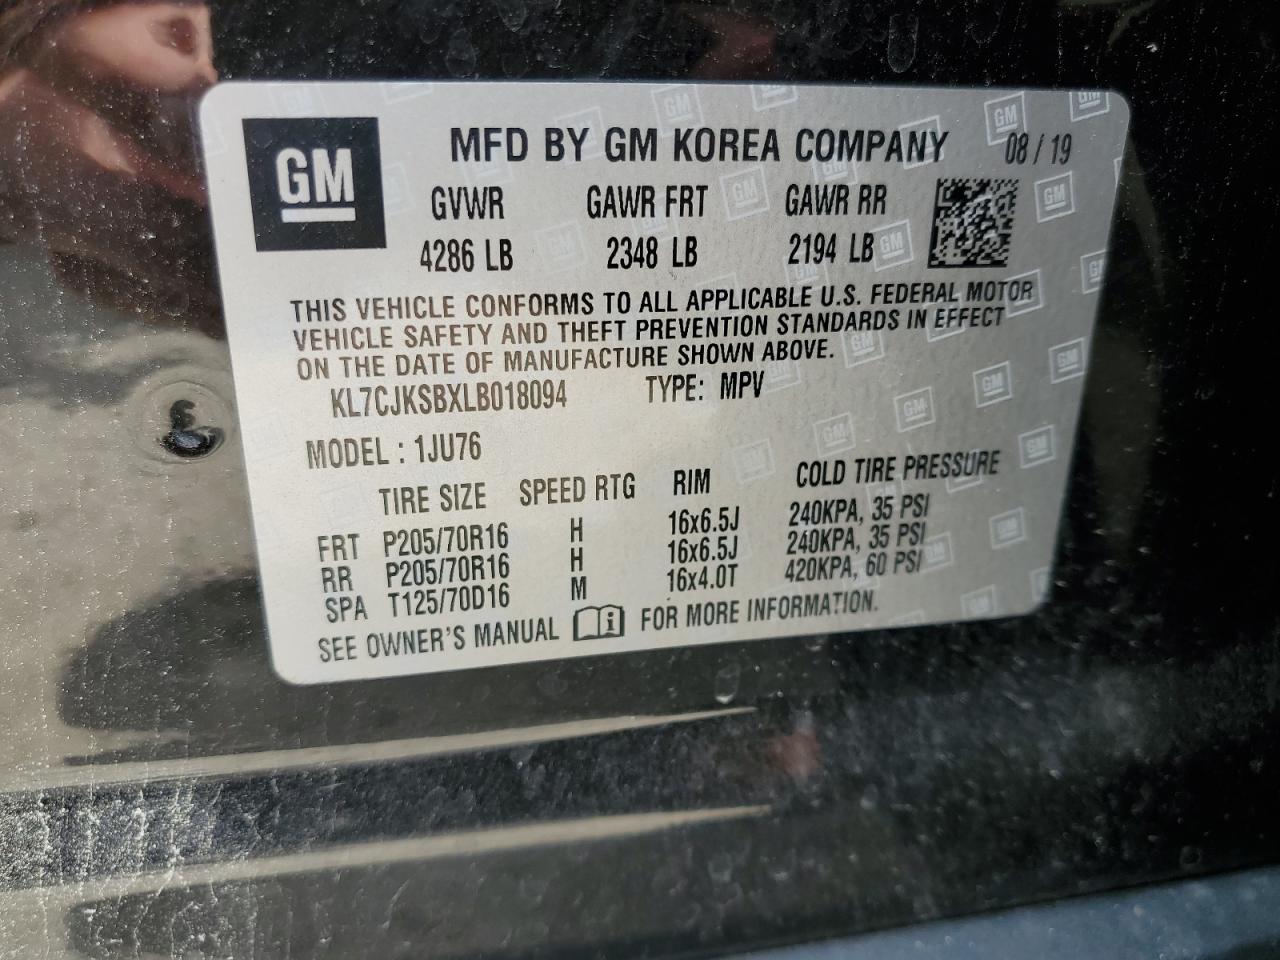 GM
MFD BY GM KOREA COMPANY 08 / 19
GVWR GAWR FRT GAWR RR
4286 LB 2348 LB 2194 LB
THIS VEHICLE CONFORMS TO ALL APPLICABLE U.S. FEDERAL MOTOR
VEHICLE SAFETY AND THEFT PREVENTION STANDARDS IN EFFECT
ON THE DATE OF MANUFACTURE SHOWN ABOVE.
KL7CJKSBXLB018094 TYPE: MPV
MODEL : 1JU76
TIRE SIZE SPEED RTG RIM COLD TIRE PRESSURE
FRT P205/70R16 H 16x6.5J 240KPA, 35 PSI
RR P205/70R16 H 16x6.5J 240KPA, 35 PSI
SPA T125/70D16 M 16x4.0T 420KPA, 60 PSI
SEE OWNER'S MANUAL i FOR MORE INFORMATION.